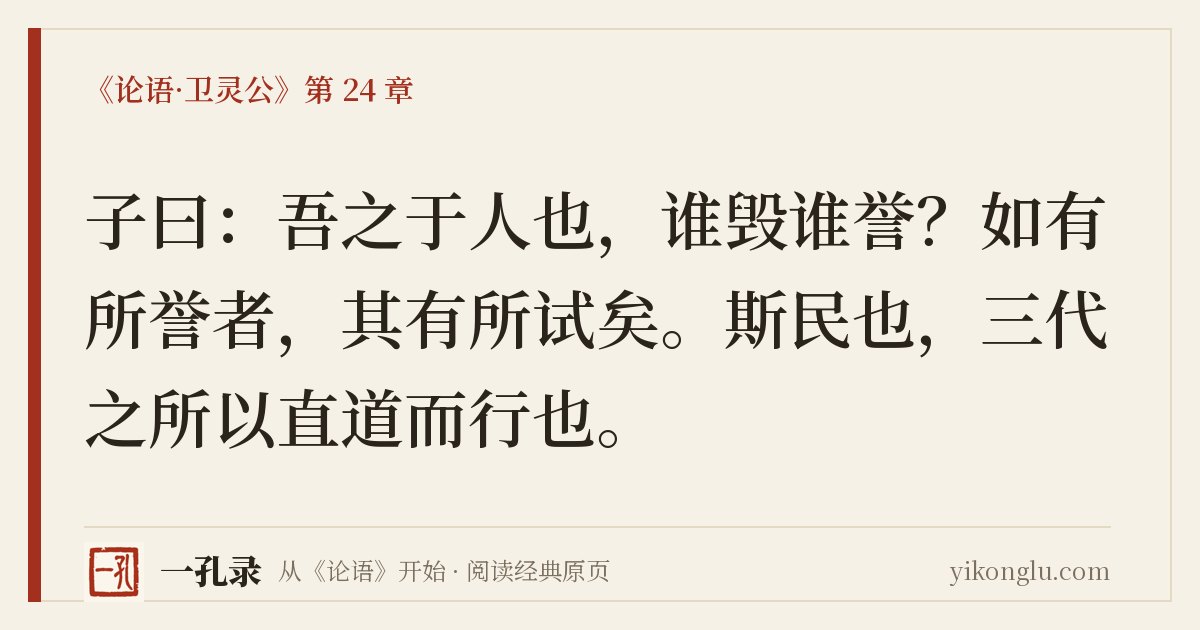 《论语·卫灵公》第 24 章
子曰：吾之于人也，谁毁谁誉？如有
所誉者，其有所试矣。斯民也，三代
之所以直道而行也。
一孔
一孔录 从《论语》开始 · 阅读经典原页 yikonglu.com